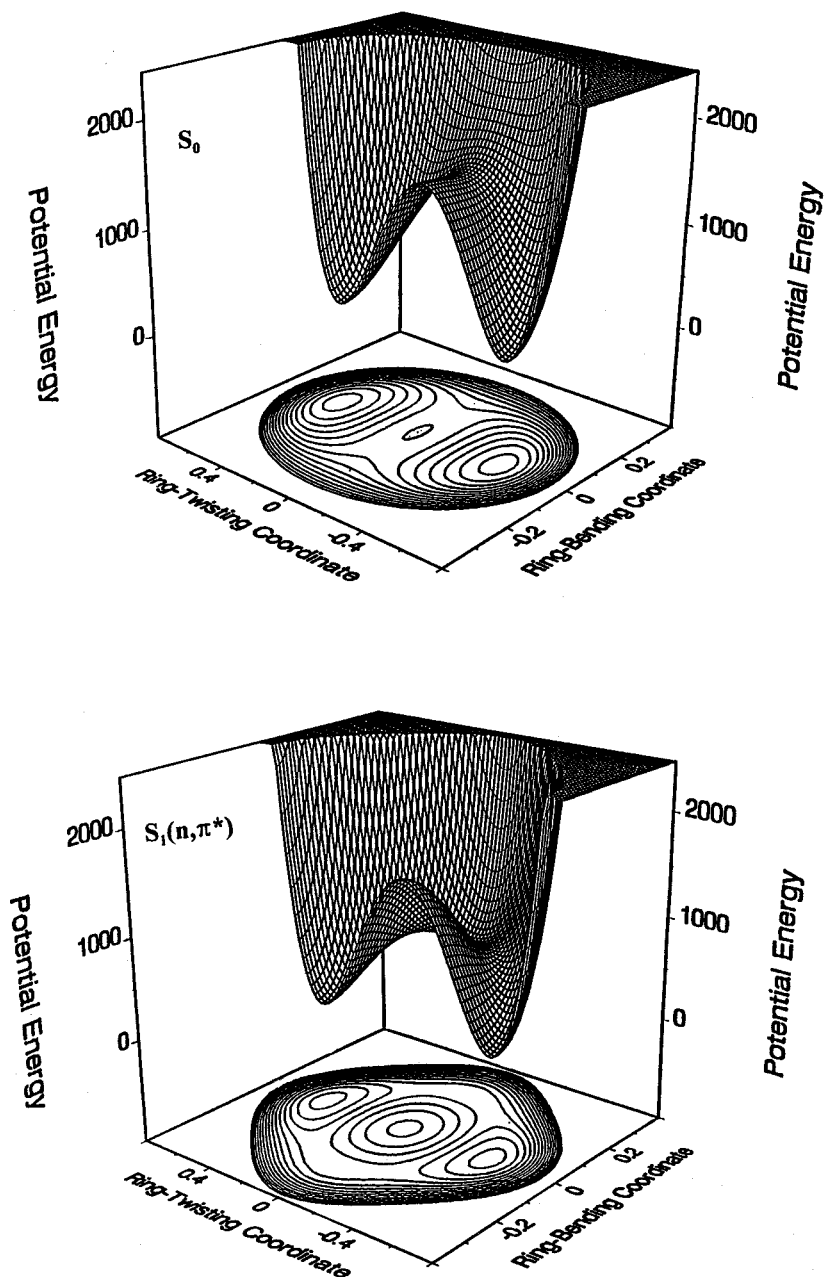 S₀
2000
1000
0
Potential Energy
2000
1000
0
Potential Energy
0.4
0
-0.4
Ring-Twisting Coordinate
-0.2
0
0.2
Ring-Bending Coordinate
S₁(n,π*)
2000
1000
0
Potential Energy
2000
1000
0
Potential Energy
0.4
0
-0.4
Ring-Twisting Coordinate
-0.2
0
0.2
Ring-Bending Coordinate